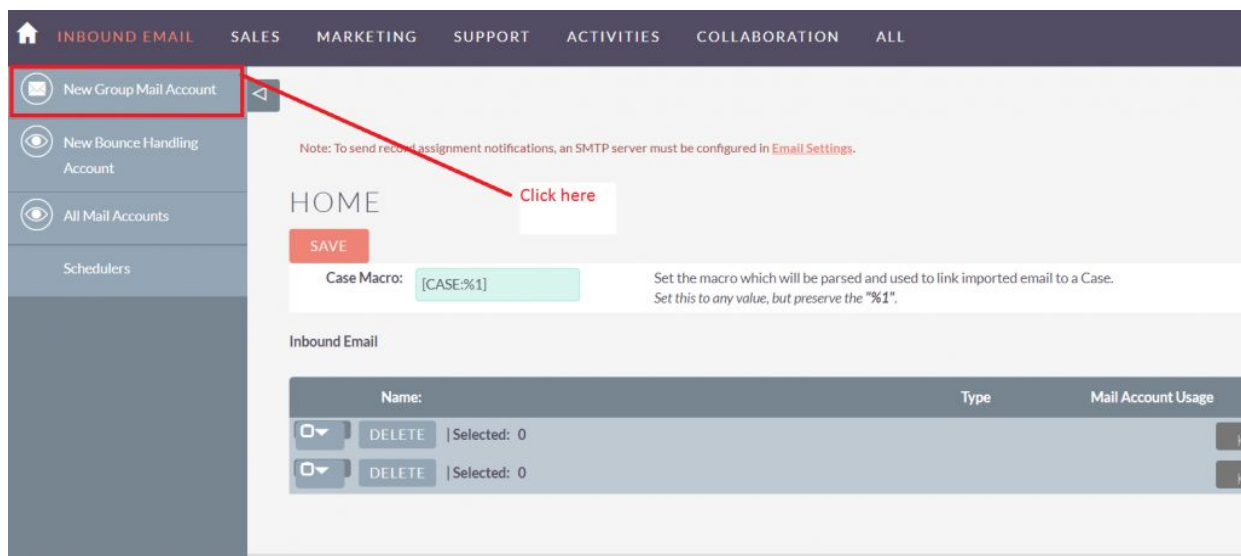 INBOUND EMAIL SALES MARKETING SUPPORT ACTIVITIES COLLABORATION ALL
New Group Mail Account
New Bounce Handling
Account
All Mail Accounts
Schedulers
Note: To send record assignment notifications, an SMTP server must be configured in Email Settings.
HOME
Click here
SAVE
Case Macro: [CASE:%1] Set the macro which will be parsed and used to link imported email to a Case.
Set this to any value, but preserve the "%1".
Inbound Email
Name: Type Mail Account Usage
DELETE | Selected: 0
DELETE | Selected: 0